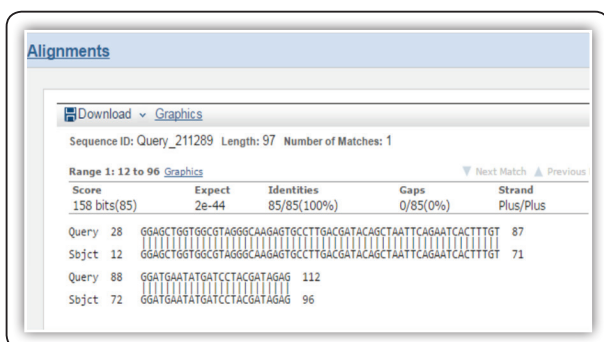 Alignments
Download Graphics
Sequence ID: Query_211289 Length: 97 Number of Matches: 1
Range 1: 12 to 96 Graphics Next Match Previous
Score Expect Identities Gaps Strand
158 bits(85) 2e-44 85/85(100%) 0/85(0%) Plus/Plus
Query 28 GGAGCTGGTGGCGTAGGGCAAGAGTGCCTTGACGATACAGCTAATTCAGAATCACTTTGT 87
Sbjct 12 GGAGCTGGTGGCGTAGGGCAAGAGTGCCTTGACGATACAGCTAATTCAGAATCACTTTGT 71
Query 88 GGATGAATATGATCCTACGATAGAG 112
Sbjct 72 GGATGAATATGATCCTACGATAGAG 96